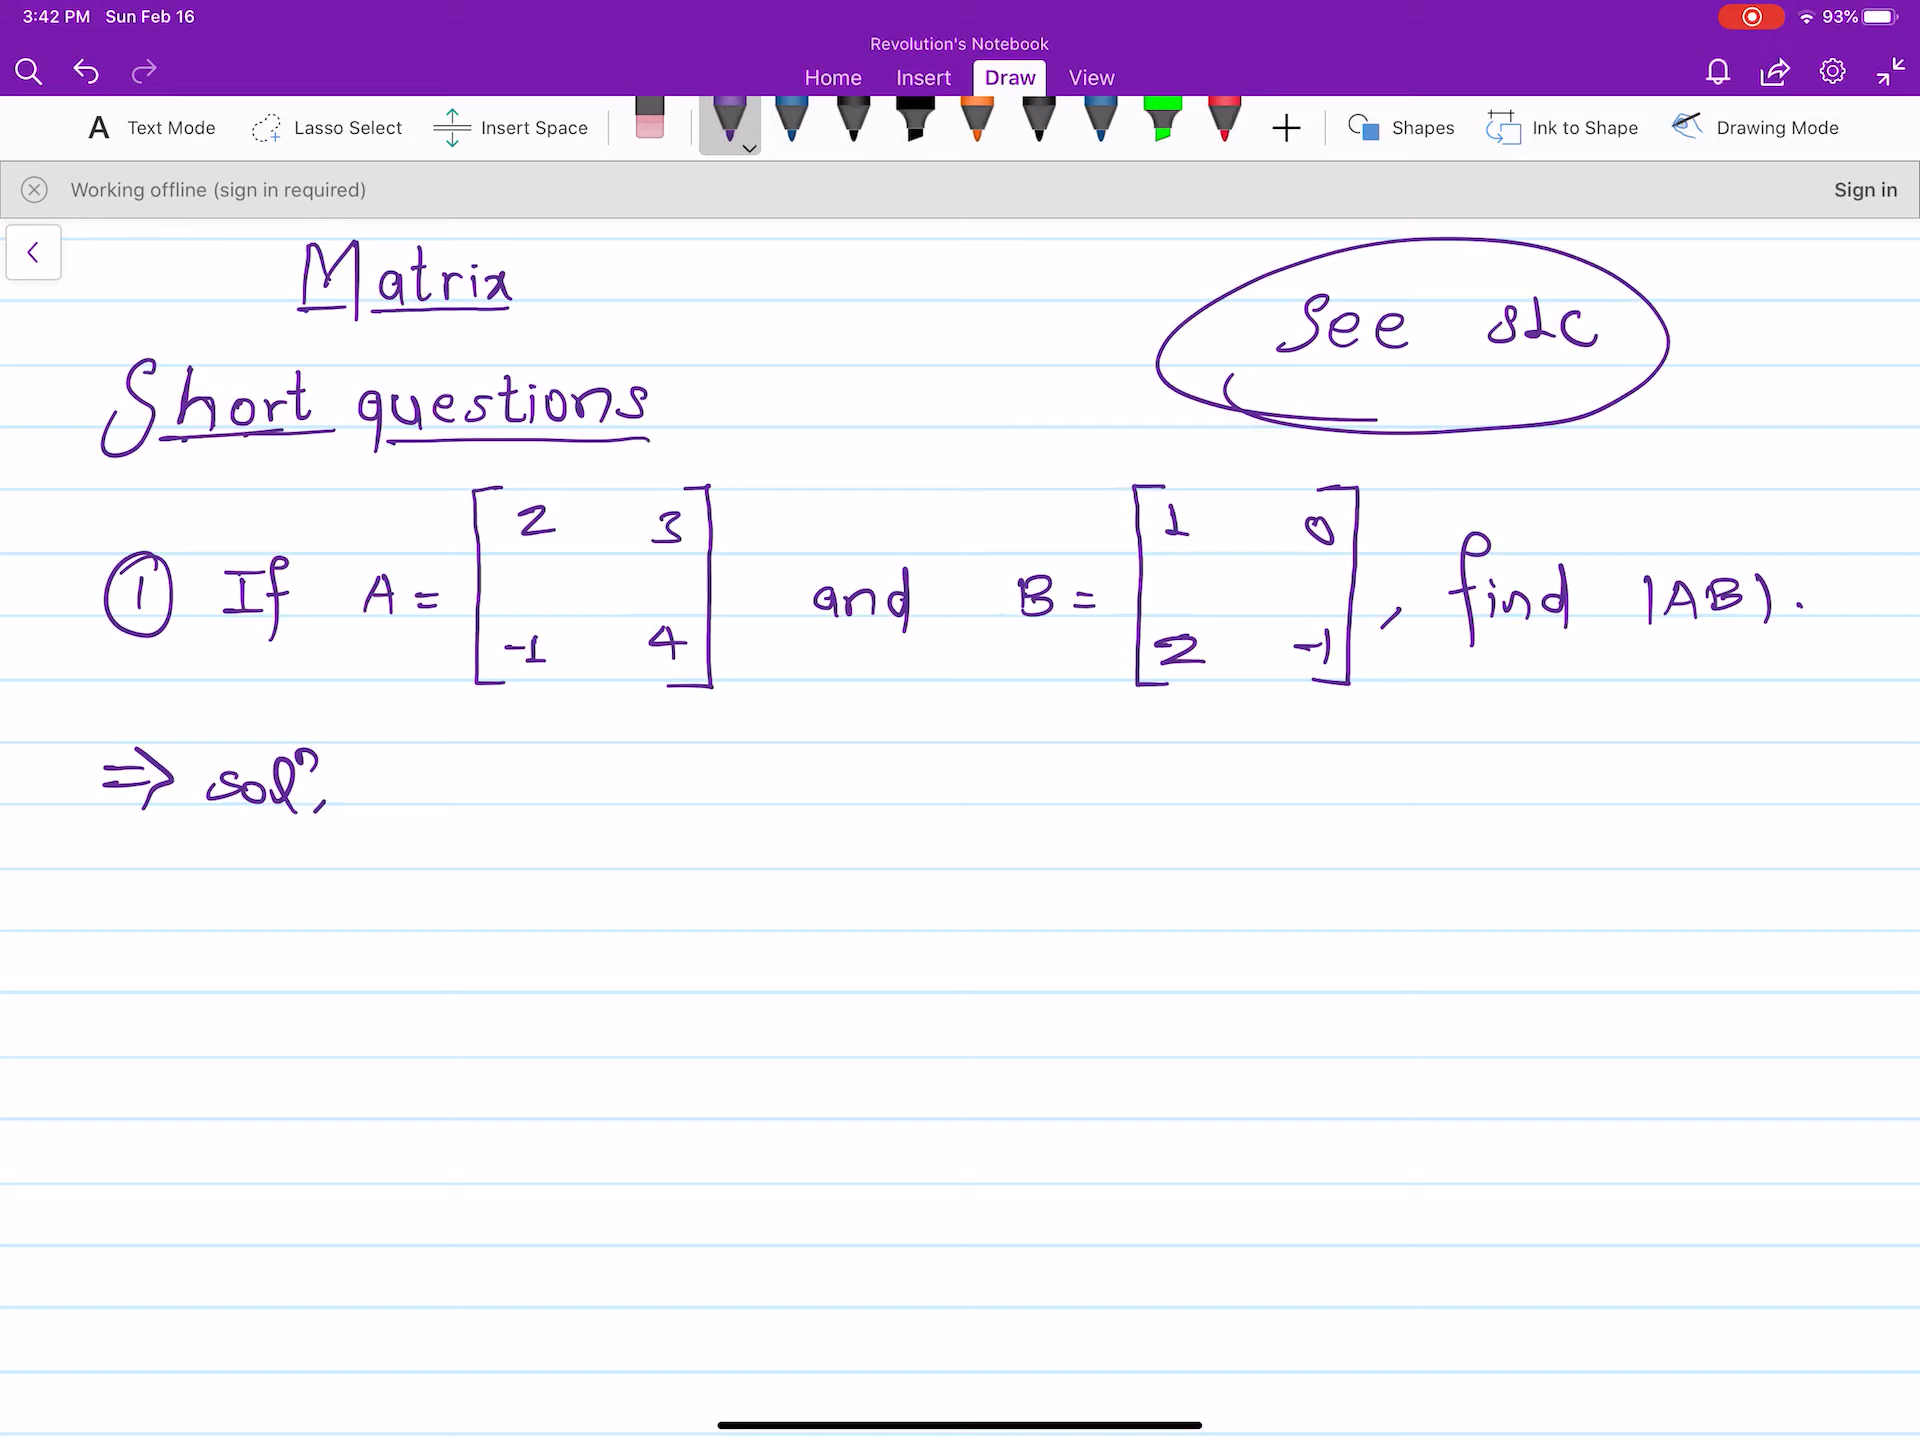 3:42 PM Sun Feb 16
93%
Revolution's Notebook
Home Insert Draw View
A Text Mode Lasso Select Insert Space Shapes Ink to Shape Drawing Mode
Working offline (sign in required) Sign in
Matrix
See SLC
Short questions
① If A = [2 3 -1 4] and B = [1 0 2 -1], find |AB|.
⇒ solⁿ,